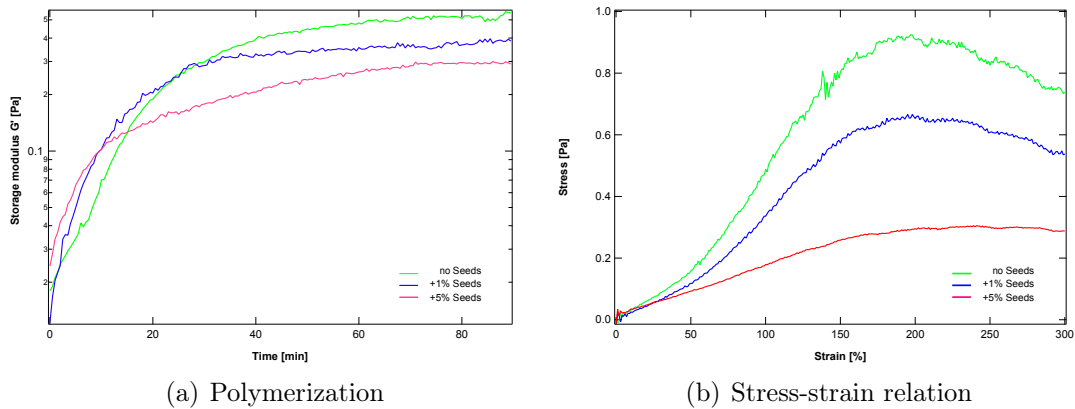 Storage modulus G' [Pa]
5
4
3
2
0.1
9
8
7
6
5
4
3
2
0
20
40
60
80
Time [min]
no Seeds
+1% Seeds
+5% Seeds
(a) Polymerization
Stress [Pa]
1.0
0.8
0.6
0.4
0.2
0.0
0
50
100
150
200
250
300
Strain [%]
no Seeds
+1% Seeds
+5% Seeds
(b) Stress-strain relation